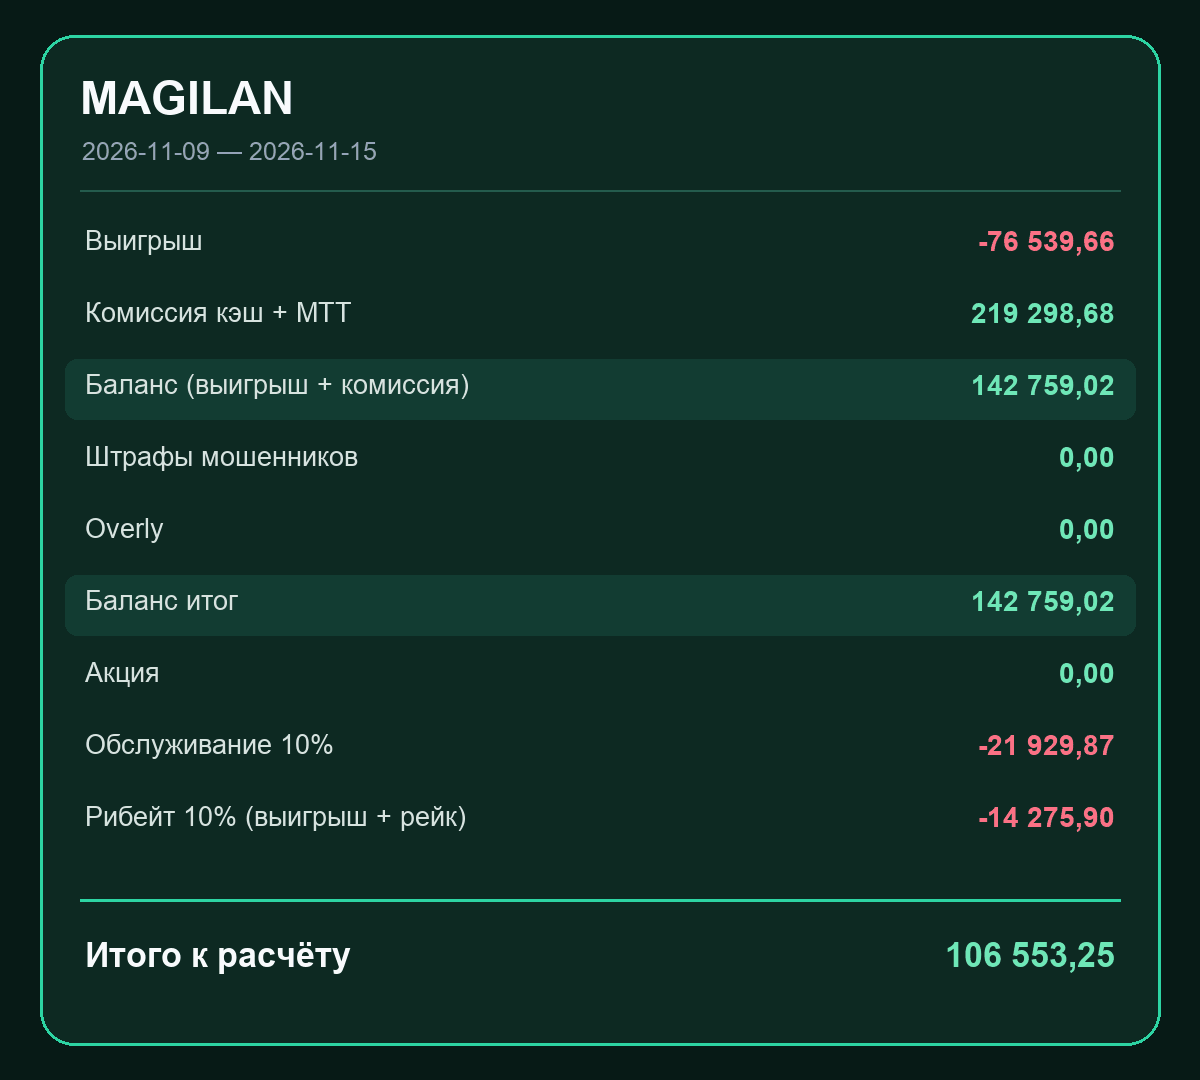 MAGILAN
2026-11-09 — 2026-11-15
Выигрыш -76 539,66
Комиссия кэш + МТТ 219 298,68
Баланс (выигрыш + комиссия) 142 759,02
Штрафы мошенников 0,00
Overly 0,00
Баланс итог 142 759,02
Акция 0,00
Обслуживание 10% -21 929,87
Рибейт 10% (выигрыш + рейк) -14 275,90
Итого к расчёту 106 553,25